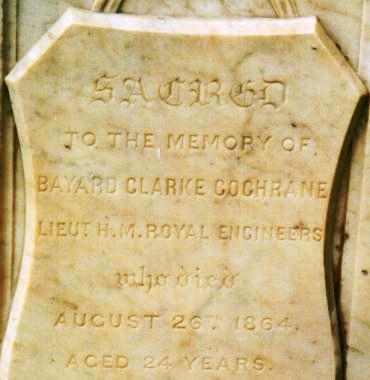 SACRED
TO THE MEMORY OF
BAYARD CLARKE COCHRANE
LIEUT H.M. ROYAL ENGINEERS
who died
AUGUST 26TH 1864.
AGED 24 YEARS.